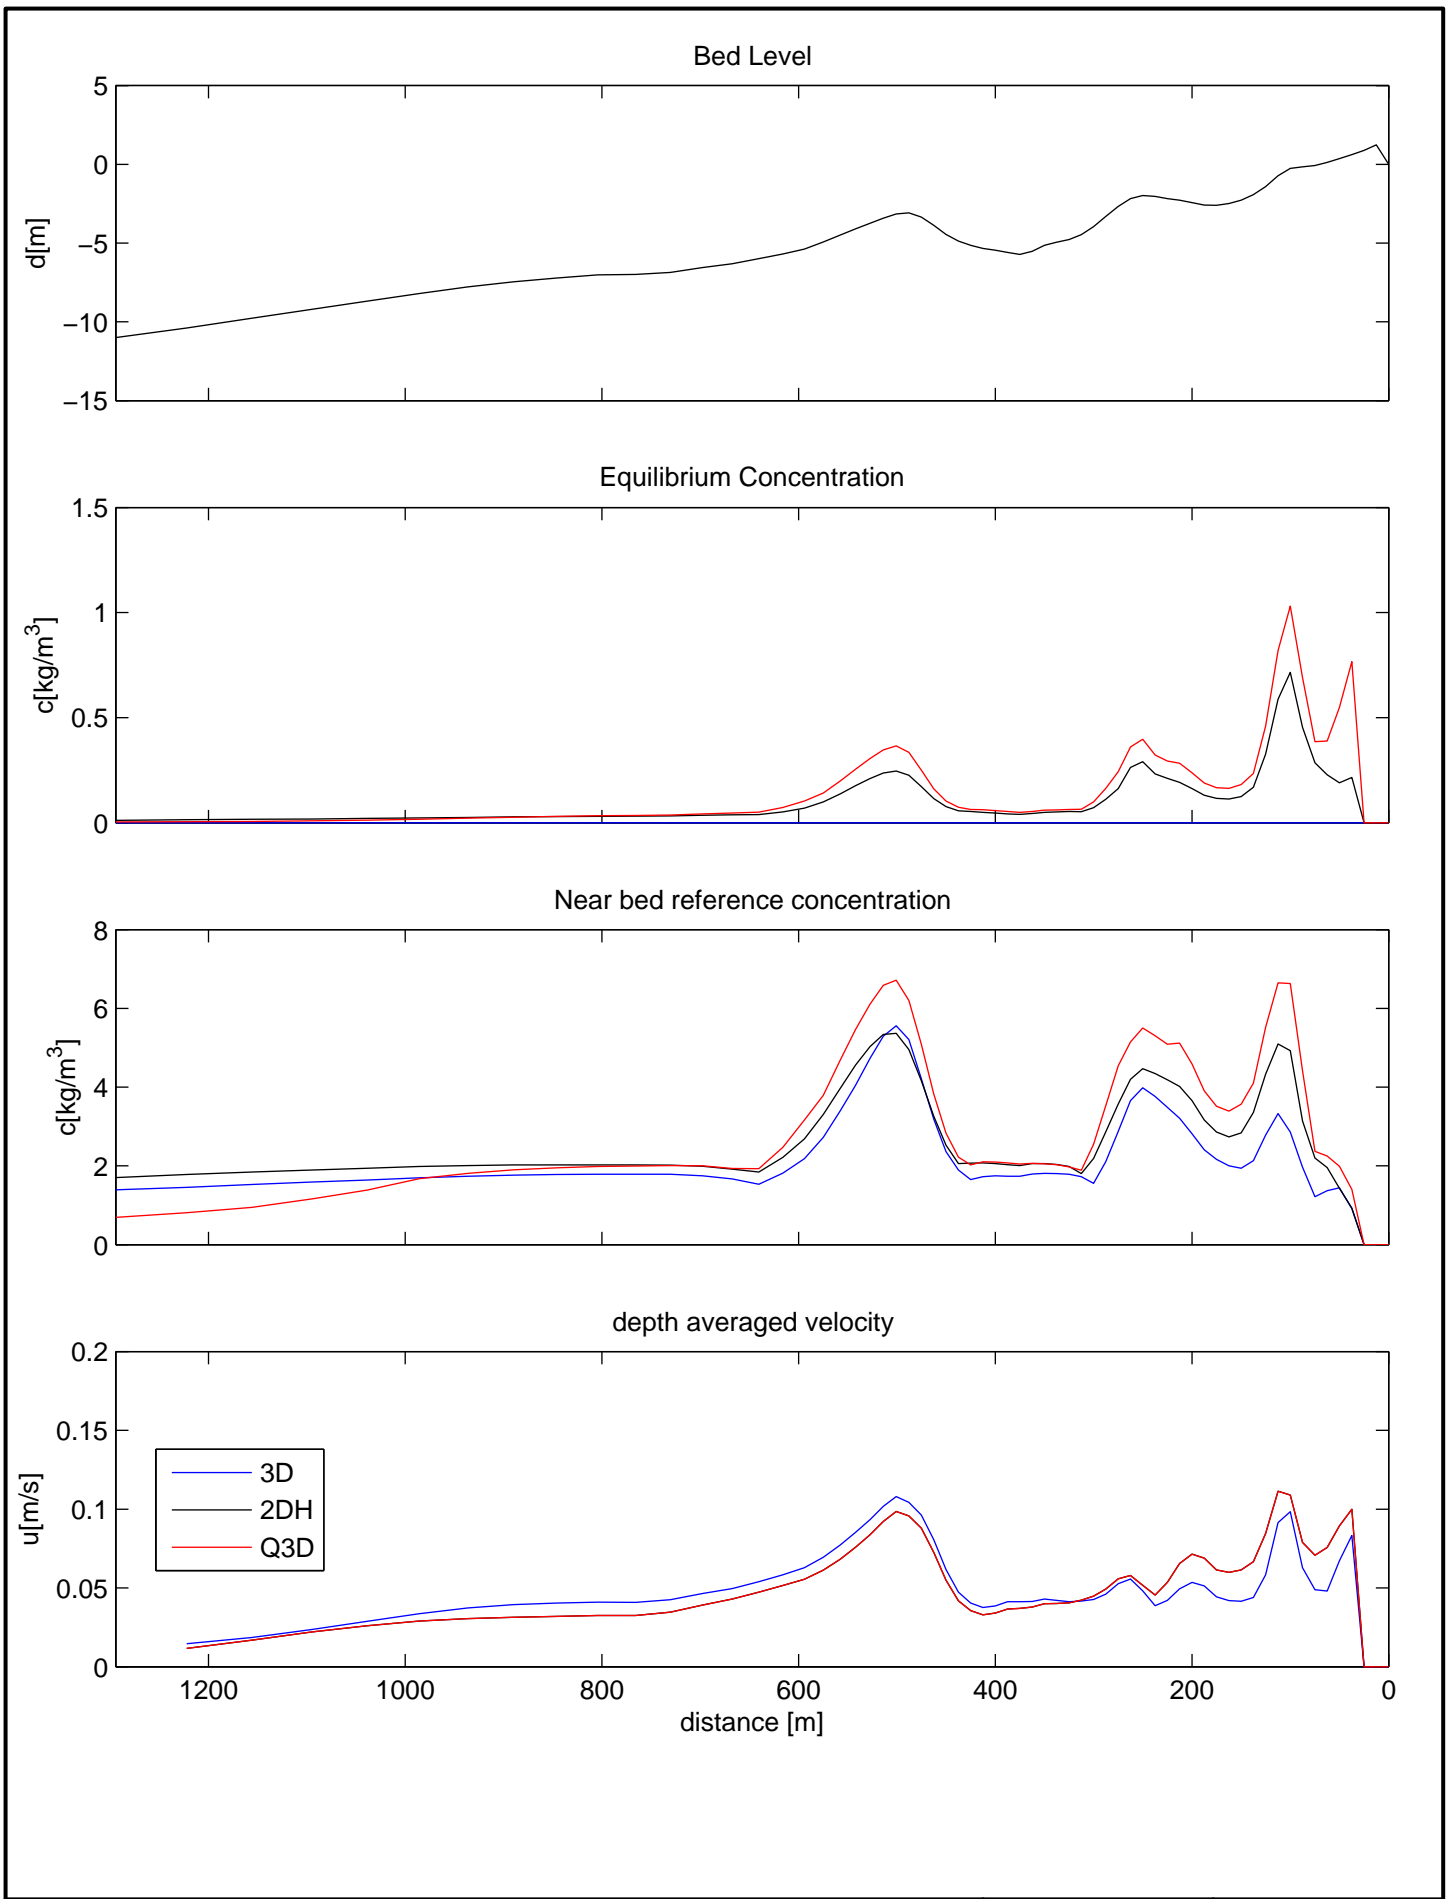 Bed Level
5
0
−5
−10
−15
d[m]
Equilibrium Concentration
1.5
1
0.5
0
c[kg/m³]
Near bed reference concentration
8
6
4
2
0
c[kg/m³]
depth averaged velocity
0.2
0.15
0.1
0.05
0
u[m/s]
3D
2DH
Q3D
1200 1000 800 600 400 200 0
distance [m]